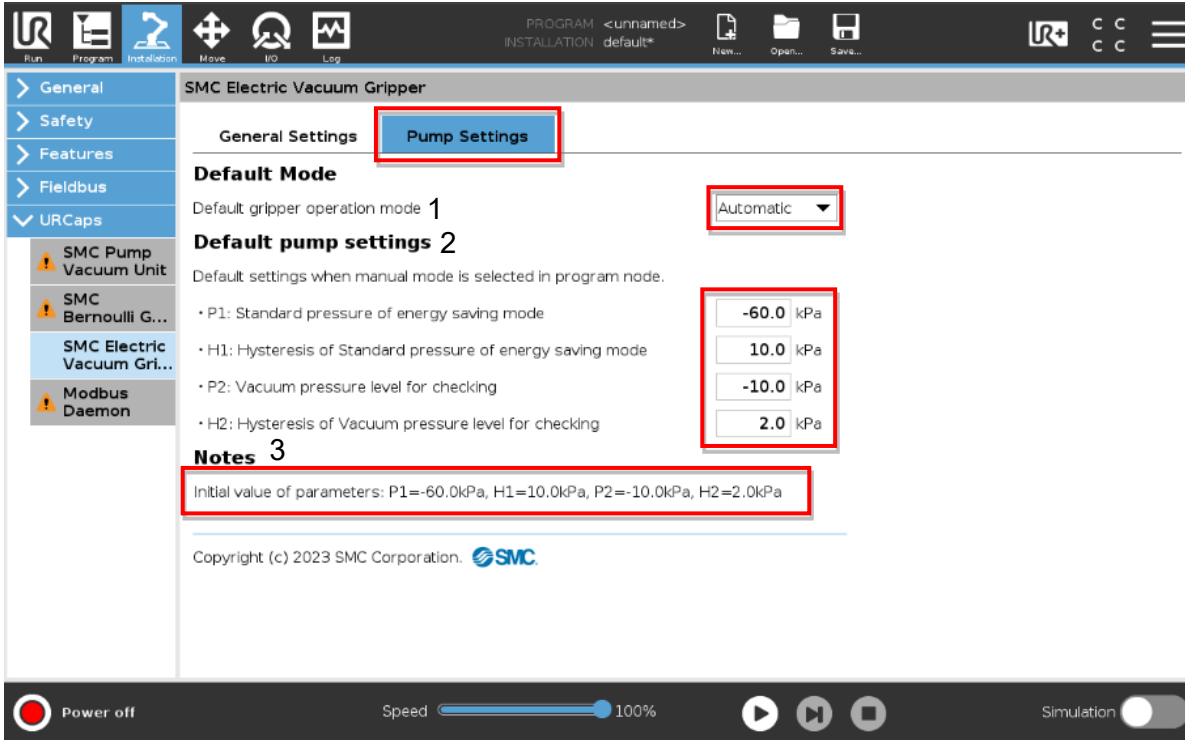 PROGRAM <unnamed>
INSTALLATION default*
UR
Run
Program
Installation
Move
I/O
Log
New...
Open...
Save...
UR+
C C
C C
General
Safety
Features
Fieldbus
URCaps
SMC Pump
Vacuum Unit
SMC
Bernoulli G...
SMC Electric
Vacuum Gri...
Modbus
Daemon
SMC Electric Vacuum Gripper
General Settings
Pump Settings
Default Mode
Default gripper operation mode 1
Automatic
Default pump settings 2
Default settings when manual mode is selected in program node.
・P1: Standard pressure of energy saving mode -60.0 kPa
・H1: Hysteresis of Standard pressure of energy saving mode 10.0 kPa
・P2: Vacuum pressure level for checking -10.0 kPa
・H2: Hysteresis of Vacuum pressure level for checking 2.0 kPa
Notes 3
Initial value of parameters: P1=-60.0kPa, H1=10.0kPa, P2=-10.0kPa, H2=2.0kPa
Copyright (c) 2023 SMC Corporation. SMC.
Power off
Speed 100%
Simulation